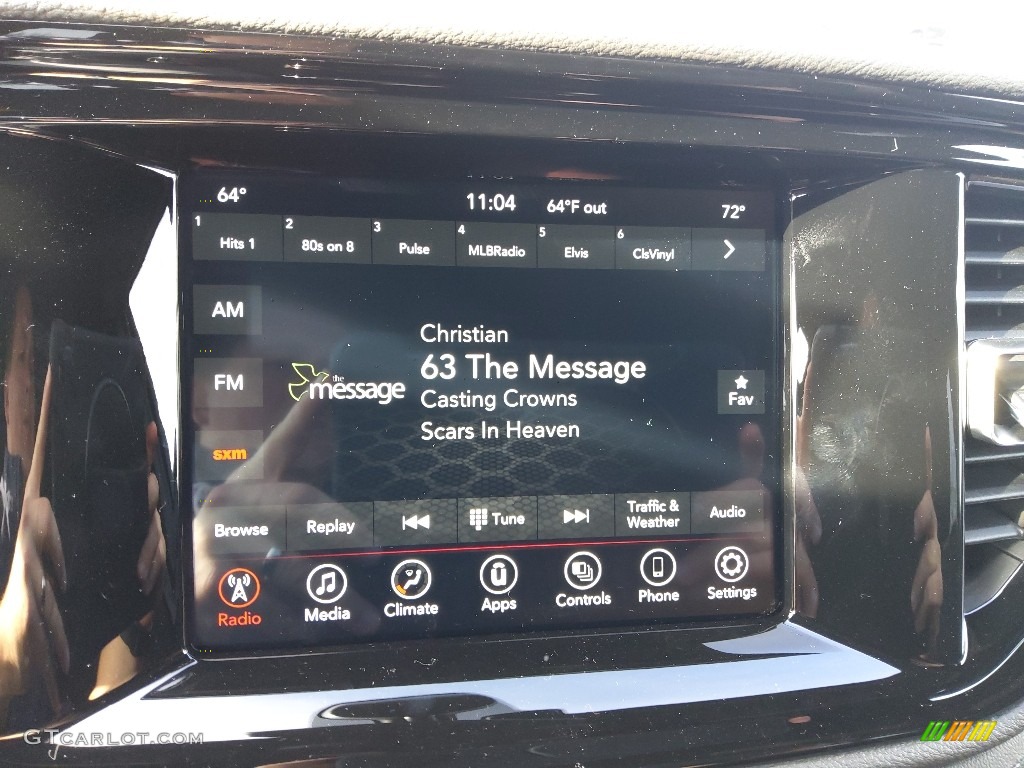 64°
11:04
64°F out
72°
1 Hits 1
2 80s on 8
3 Pulse
4 MLBRadio
5 Elvis
6 ClsVinyl
AM
FM
sxm
the
message
Christian
63 The Message
Casting Crowns
Scars In Heaven
Fav
Browse
Replay
Tune
Traffic &
Weather
Audio
Radio
Media
Climate
Apps
Controls
Phone
Settings
GTCARLOT.COM